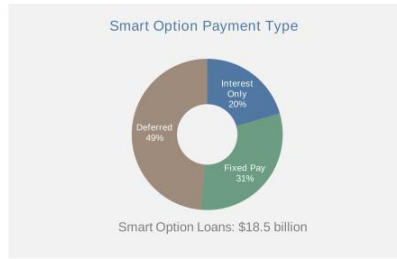 Smart Option Payment Type
Interest
Only
20%
Deferred
49%
Fixed Pay
31%
Smart Option Loans: $18.5 billion